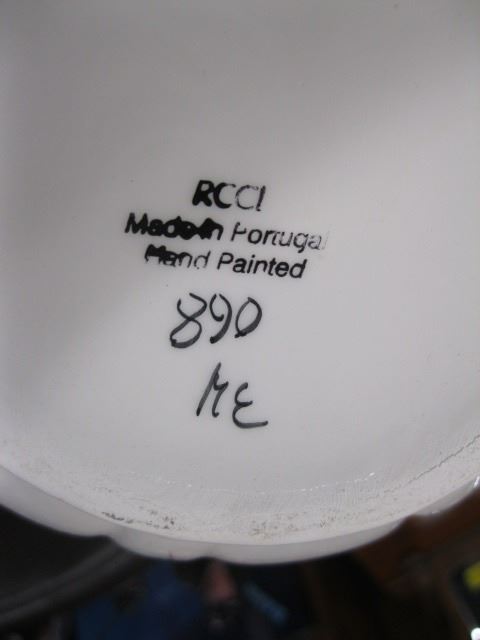 RCCI
Made In Portugal
Hand Painted
890
ME